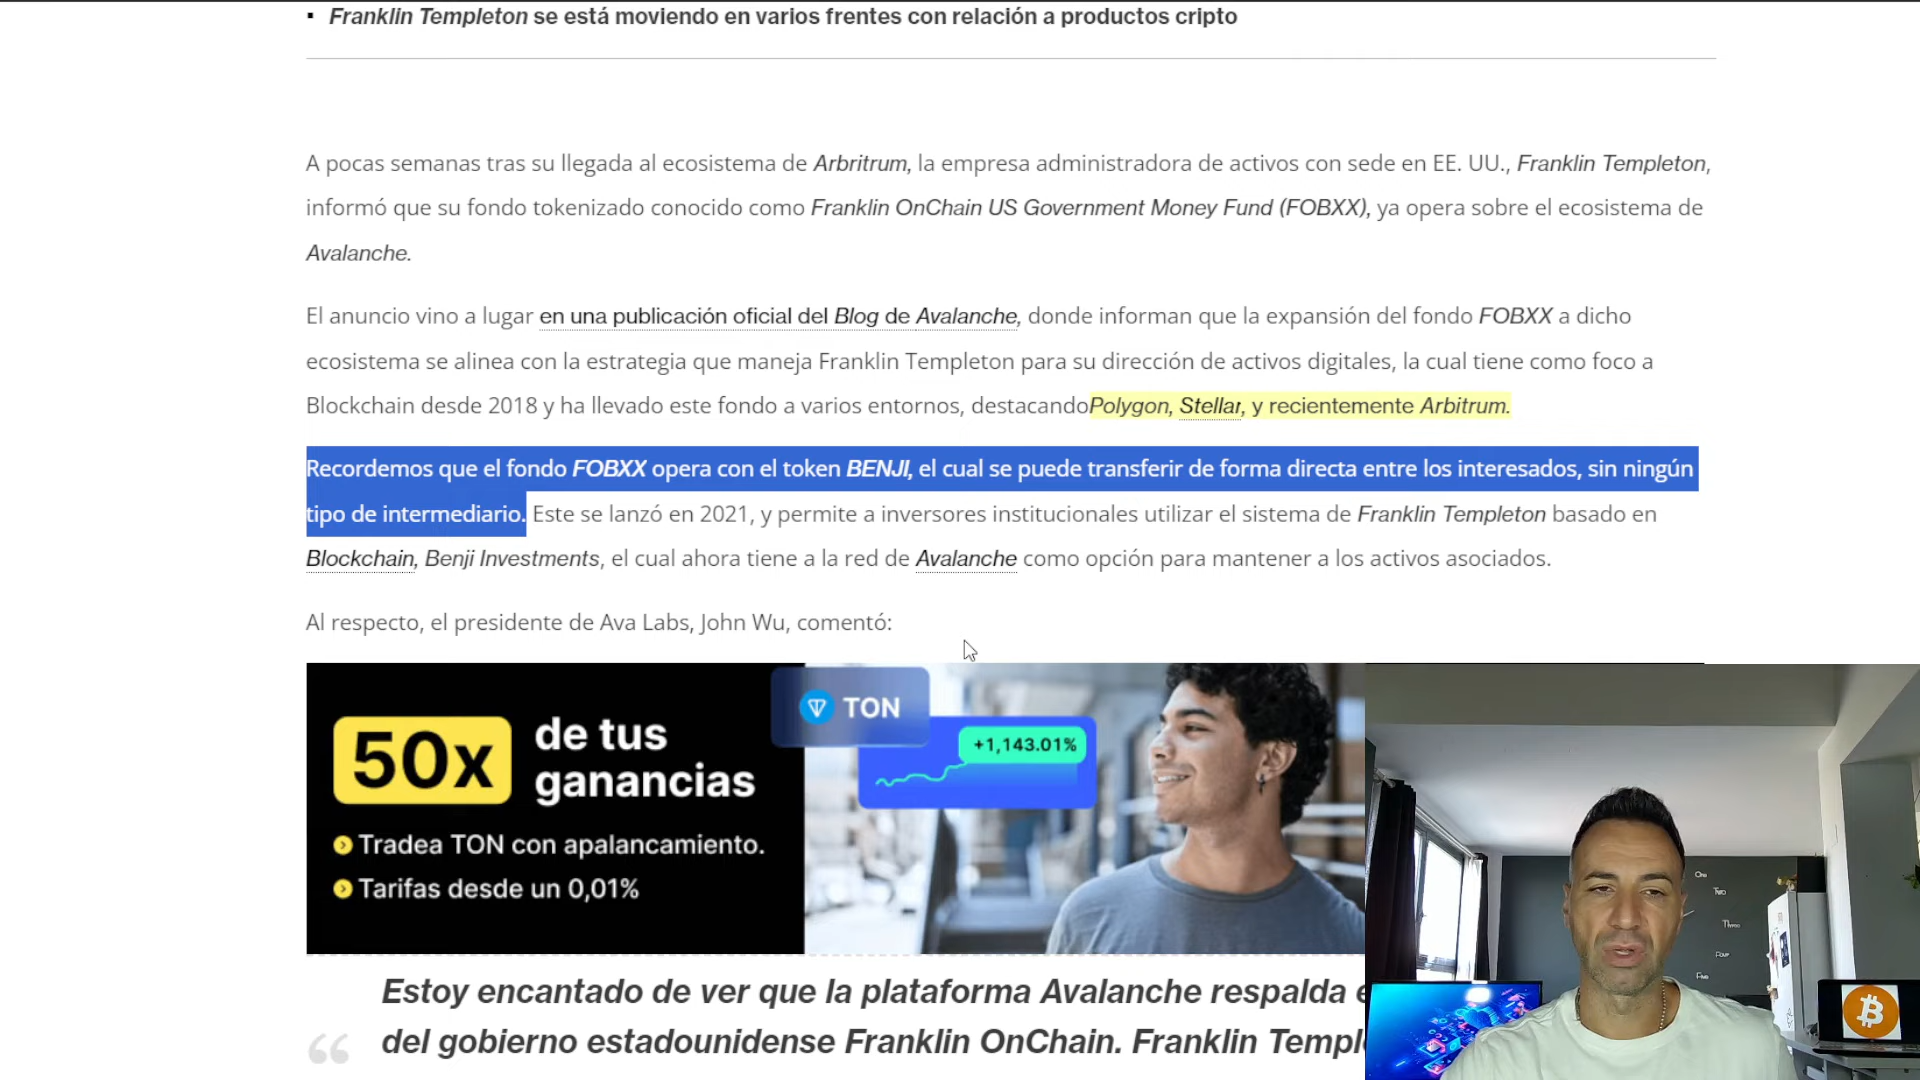 ▪ Franklin Templeton se está moviendo en varios frentes con relación a productos cripto
A pocas semanas tras su llegada al ecosistema de Arbritrum, la empresa administradora de activos con sede en EE. UU., Franklin Templeton,
informó que su fondo tokenizado conocido como Franklin OnChain US Government Money Fund (FOBXX), ya opera sobre el ecosistema de
Avalanche.
El anuncio vino a lugar en una publicación oficial del Blog de Avalanche, donde informan que la expansión del fondo FOBXX a dicho
ecosistema se alinea con la estrategia que maneja Franklin Templeton para su dirección de activos digitales, la cual tiene como foco a
Blockchain desde 2018 y ha llevado este fondo a varios entornos, destacandoPolygon, Stellar, y recientemente Arbitrum.
Recordemos que el fondo FOBXX opera con el token BENJI, el cual se puede transferir de forma directa entre los interesados, sin ningún
tipo de intermediario. Este se lanzó en 2021, y permite a inversores institucionales utilizar el sistema de Franklin Templeton basado en
Blockchain, Benji Investments, el cual ahora tiene a la red de Avalanche como opción para mantener a los activos asociados.
Al respecto, el presidente de Ava Labs, John Wu, comentó:
50x de tus
ganancias
Tradea TON con apalancamiento.
Tarifas desde un 0,01%
TON
+1,143.01%
One
Two
Three
Four
Five
“ Estoy encantado de ver que la plataforma Avalanche respalda e
del gobierno estadounidense Franklin OnChain. Franklin Templ